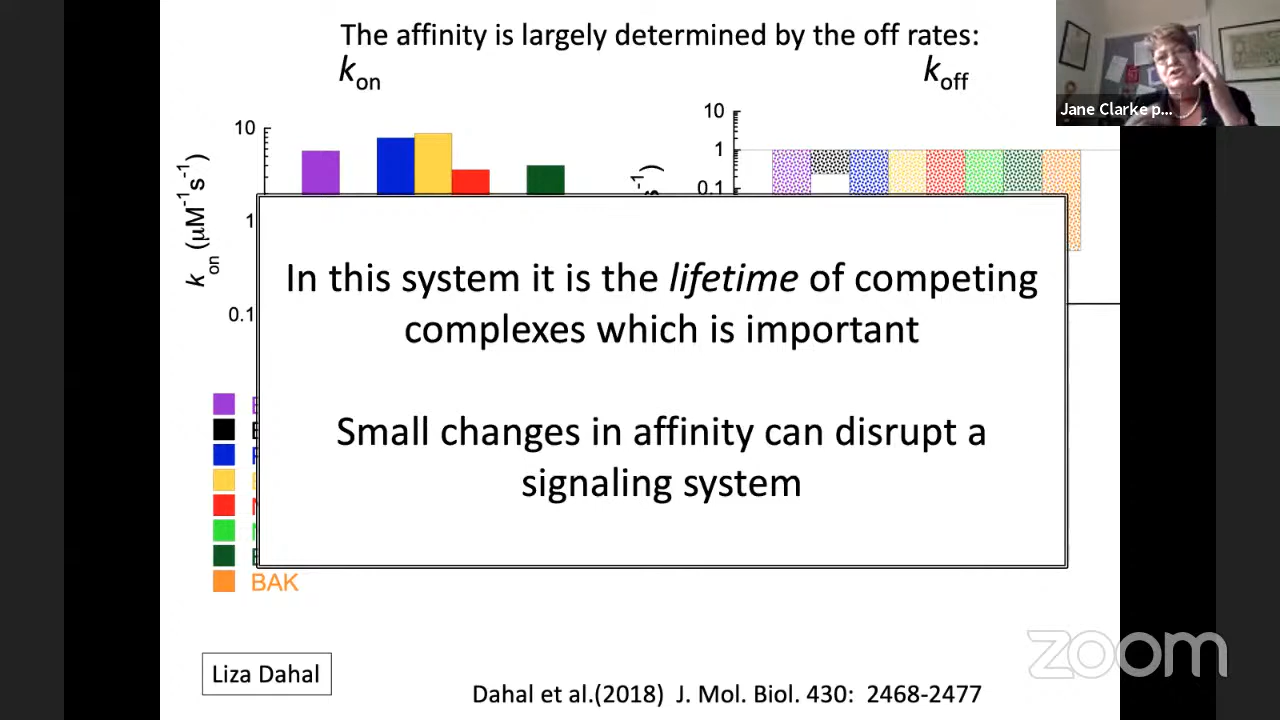 The affinity is largely determined by the off rates:
kon
koff
Jane Clarke p...
10
1
0.1
kon (μM-1s-1)
10
1
0.1
s-1)
In this system it is the lifetime of competing
complexes which is important
Small changes in affinity can disrupt a
signaling system
BAK
Liza Dahal
Dahal et al.(2018) J. Mol. Biol. 430: 2468-2477
zoom